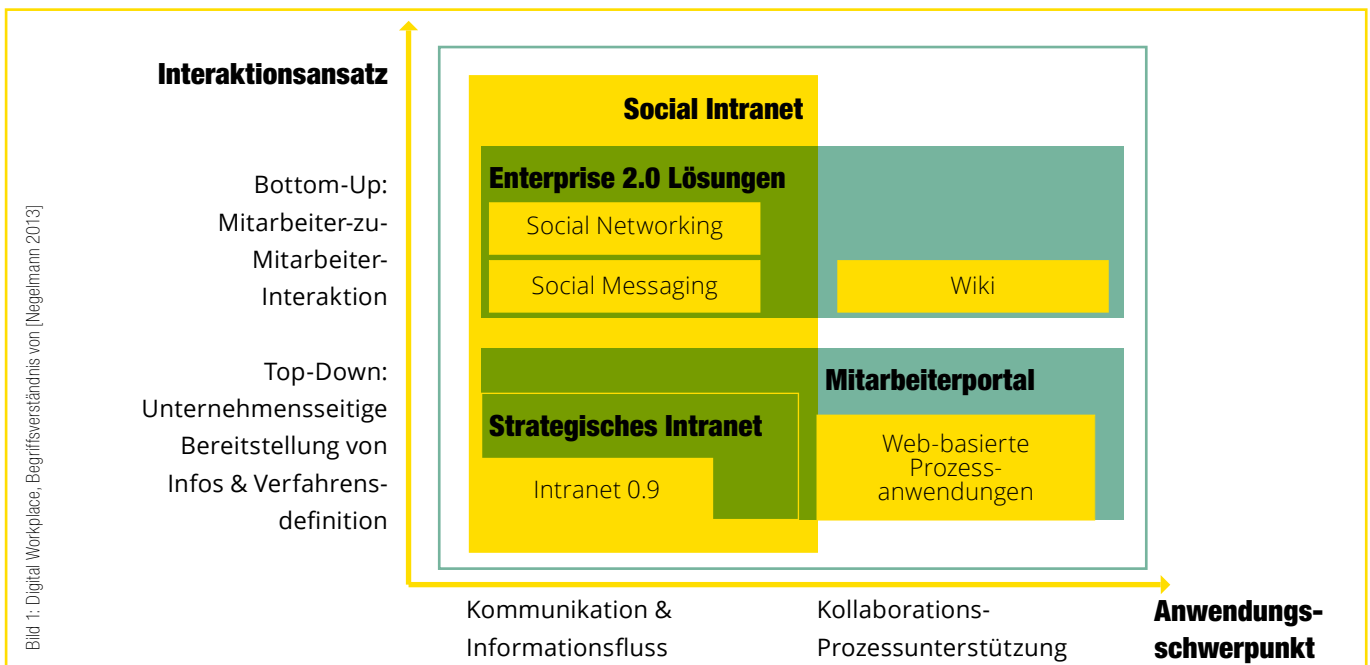 Interaktionsansatz
Social Intranet
Bottom-Up:
Mitarbeiter-zu-
Mitarbeiter-
Interaktion
Enterprise 2.0 Lösungen
Social Networking
Social Messaging
Wiki
Top-Down:
Unternehmensseitige
Bereitstellung von
Infos & Verfahrens-
definition
Mitarbeiterportal
Strategisches Intranet
Intranet 0.9
Web-basierte
Prozess-
anwendungen
Kommunikation &
Informationsfluss
Kollaborations-
Prozessunterstützung
Anwendungs-
schwerpunkt
Bild 1: Digital Workplace, Begriffsverständnis von [Negelmann 2013]